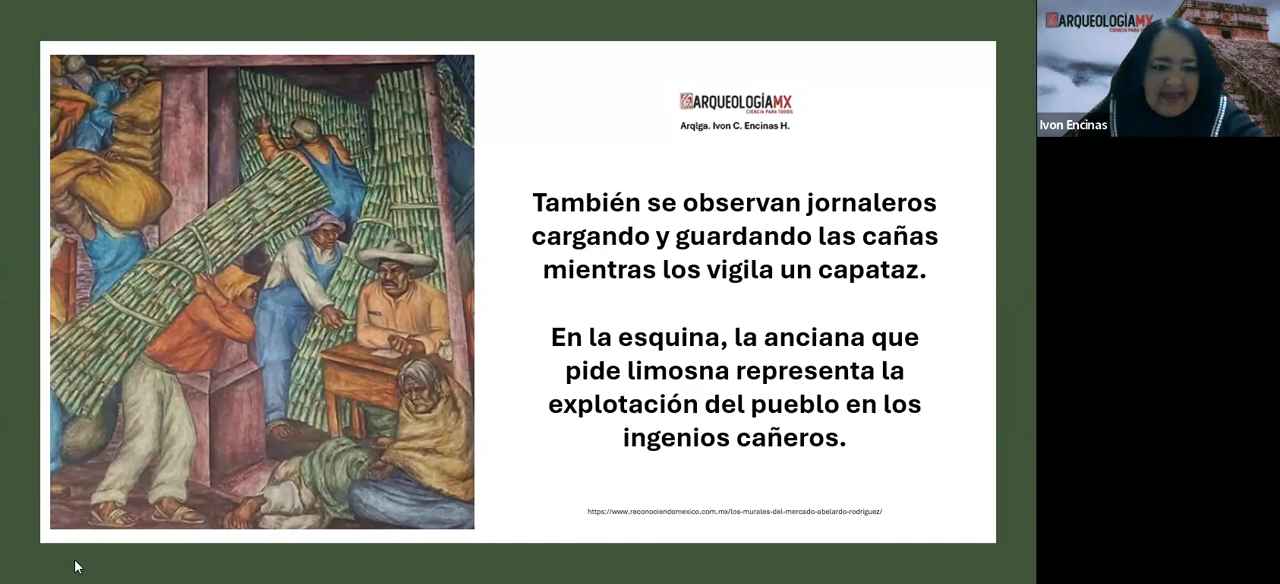 ARQUEOLOGÍAMX
CIENCIA PARA TODOS
Arqlga. Ivon C. Encinas H.
También se observan jornaleros
cargando y guardando las cañas
mientras los vigila un capataz.
En la esquina, la anciana que
pide limosna representa la
explotación del pueblo en los
ingenios cañeros.
https://www.reconociendomexico.com.mx/los-murales-del-mercado-abelardo-rodriguez/
ARQUEOLOGÍAMX
CIENCIA PARA TODOS
Ivon Encinas